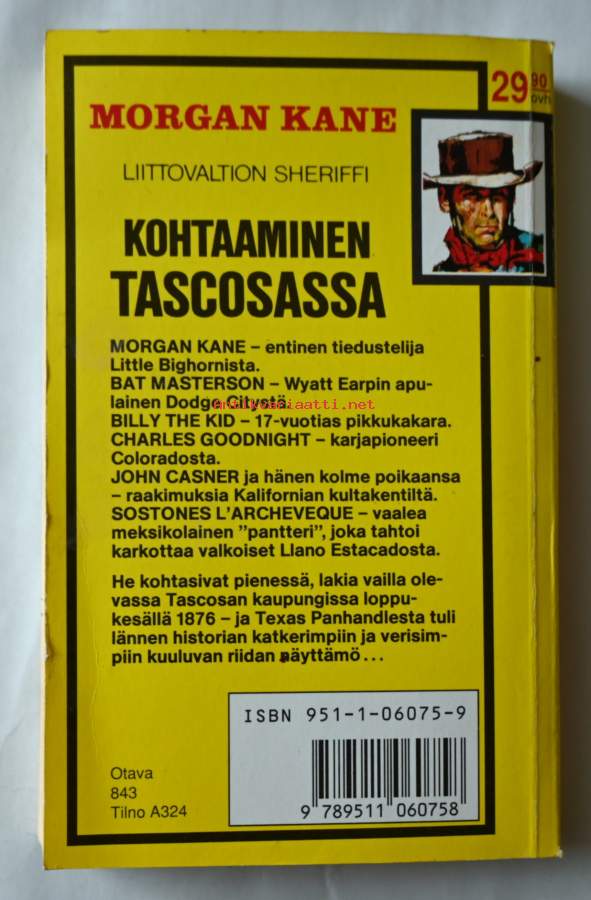 29 90
ovh
MORGAN KANE
LIITTOVALTION SHERIFFI
KOHTAAMINEN
TASCOSASSA
MORGAN KANE – entinen tiedustelija
Little Bighornista.
BAT MASTERSON – Wyatt Earpin apu-
lainen Dodge Citystä.
antikvariaatti.net
BILLY THE KID – 17-vuotias pikkukakara.
CHARLES GOODNIGHT – karjapioneeri
Coloradosta.
JOHN CASNER ja hänen kolme poikaansa
– raakimuksia Kalifornian kultakentiltä.
SOSTONES L'ARCHEVEQUE – vaalea
meksikolainen ”pantteri”, joka tahtoi
karkottaa valkoiset Llano Estacadosta.
He kohtasivat pienessä, lakia vailla ole-
vassa Tascosan kaupungissa loppu-
kesällä 1876 – ja Texas Panhandlesta tuli
lännen historian katkerimpiin ja verisim-
piin kuuluvan riidan näyttämö...
ISBN 951-1-06075-9
9 789511 060758
Otava
843
Tilno A324